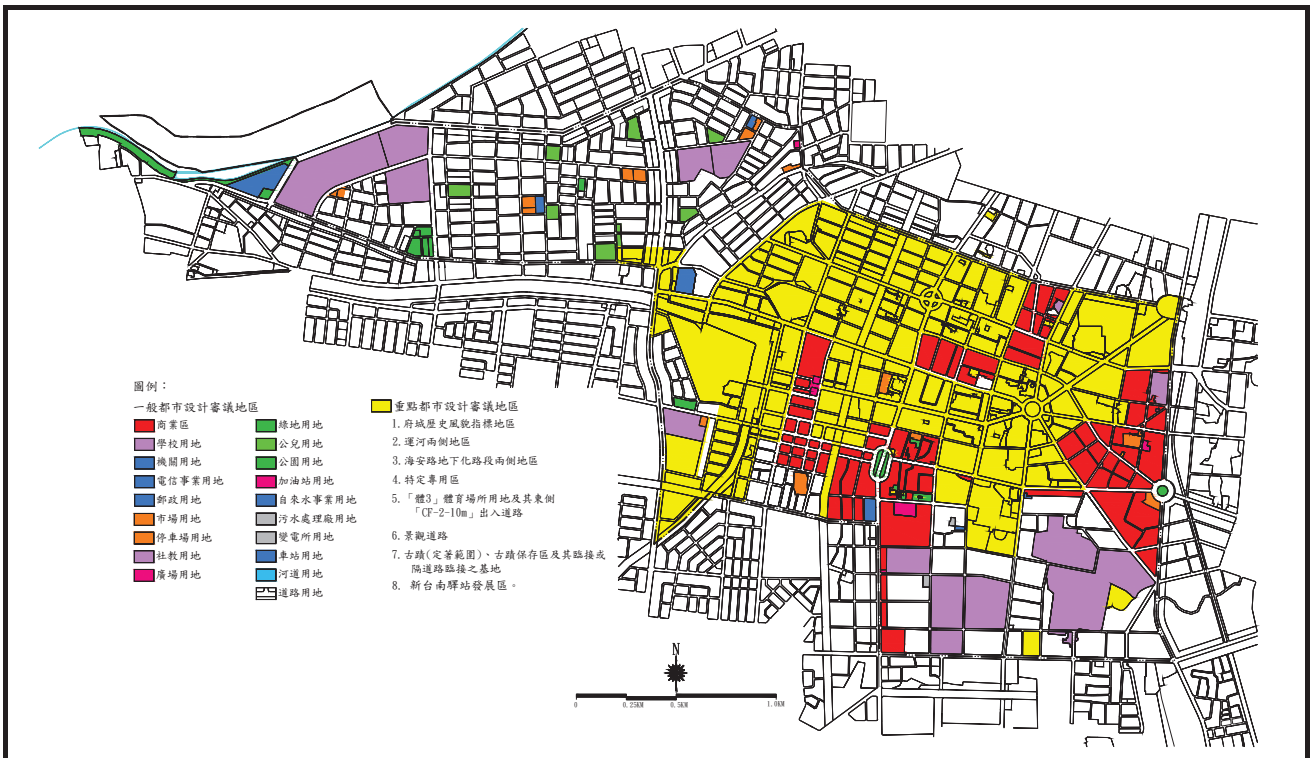 圖例：
一般都市設計審議地區
商業區
學校用地
機關用地
電信事業用地
郵政用地
市場用地
停車場用地
社教用地
廣場用地
綠地用地
公兒用地
公園用地
加油站用地
自來水事業用地
污水處理廠用地
變電所用地
車站用地
河道用地
道路用地
重點都市設計審議地區
1. 府城歷史風貌指標地區
2. 運河兩側地區
3. 海安路地下化路段兩側地區
4. 特定專用區
5. 「體3」體育場所用地及其東側
「CF-2-10m」出入道路
6. 景觀道路
7. 古蹟(定著範圍)、古蹟保存區及其臨接或
隔道路臨接之基地
8. 新台南驛站發展區。
N
0 0.25KM 0.5KM 1.0KM